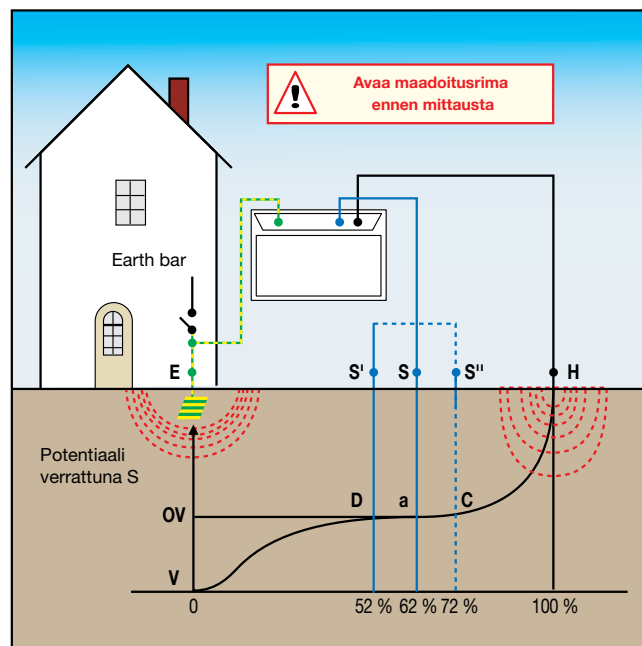 Avaa maadoitusrima
ennen mittausta
Earth bar
E
S'
S
S"
H
Potentiaali
verrattuna S
D
a
C
OV
V
0
52 %
62 %
72 %
100 %